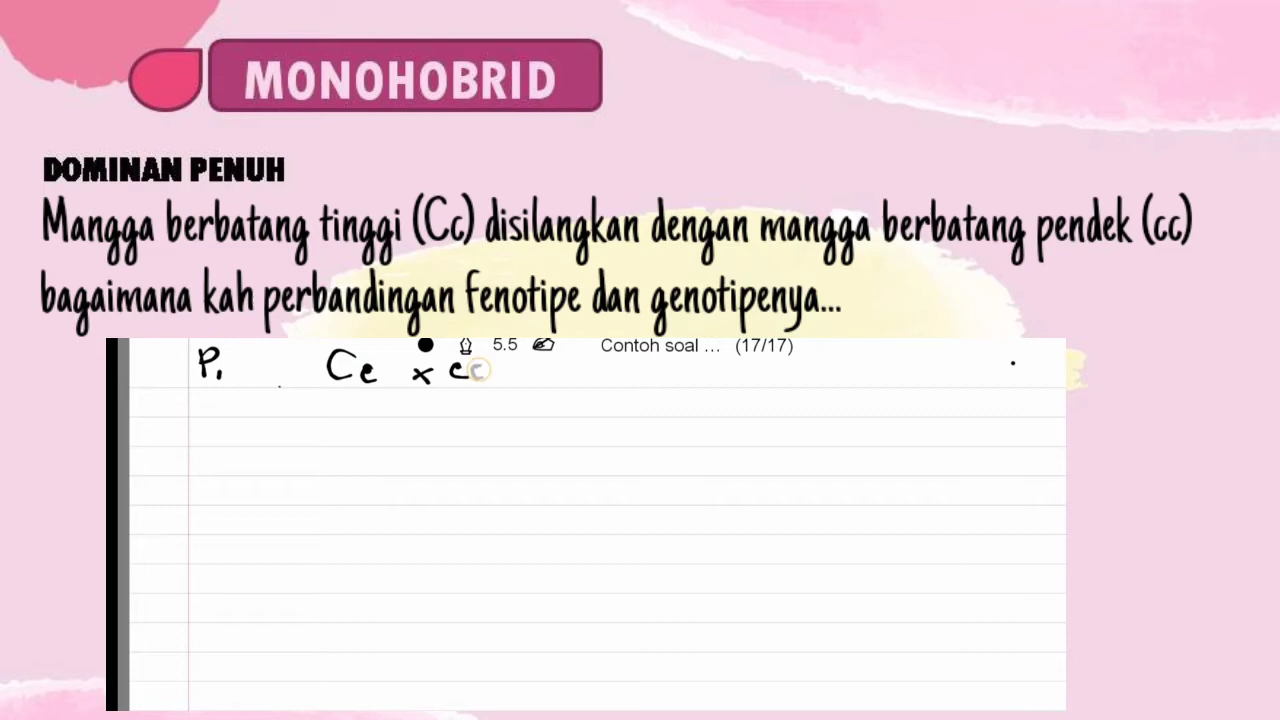 MONOHOBRID
DOMINAN PENUH
Mangga berbatang tinggi (Cc) disilangkan dengan mangga berbatang pendek (cc)
bagaimana kah perbandingan fenotipe dan genotipenya...
5.5 Contoh soal ... (17/17)
P1 Cc x cc